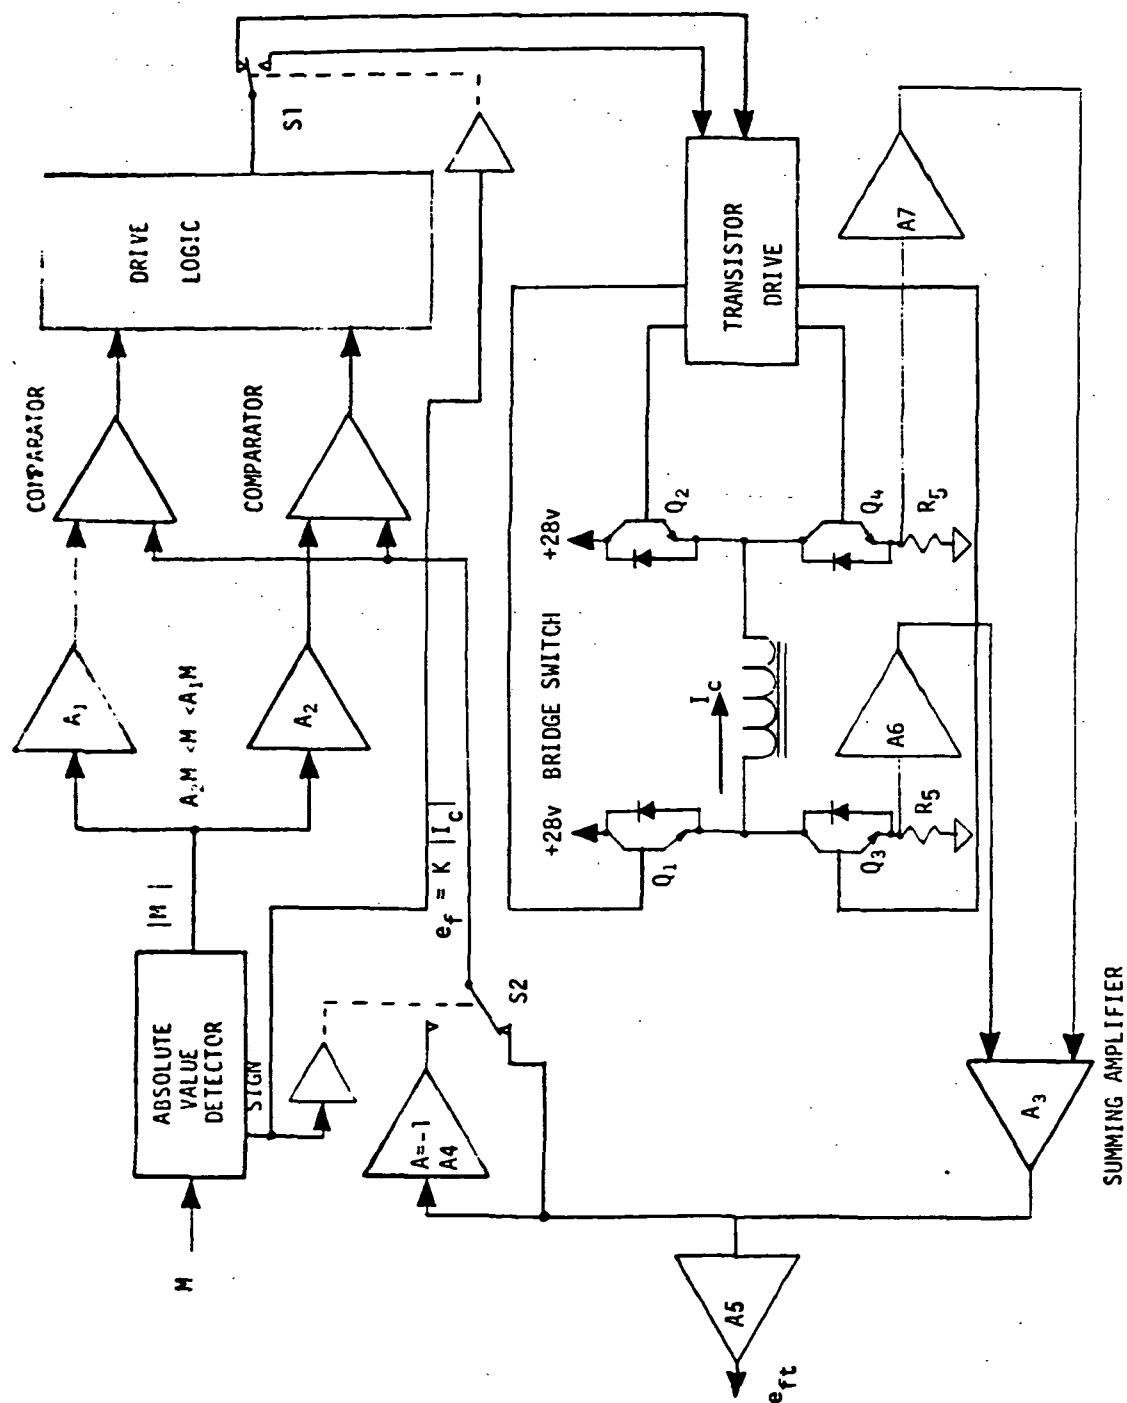 M
ABSOLUTE
VALUE
DETECTOR
SIGN
|M|
A1
A2M < M < A1M
A2
COMPARATOR
COMPARATOR
DRIVE
LOGIC
S1
A=-1
A4
S2
ef = K |Ic|
BRIDGE SWITCH
+28v
+28v
Q1
Q2
Q3
Q4
Ic
R5
R5
TRANSISTOR
DRIVE
A6
A7
A3
SUMMING AMPLIFIER
A5
eft